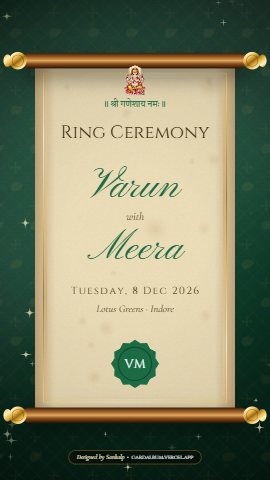 ॥ श्री गणेशाय नमः ॥
RING CEREMONY
Varun
with
Meera
TUESDAY, 8 DEC 2026
Lotus Greens · Indore
VM
Designed by Sankalp • CARDALBUM.VERCEL.APP